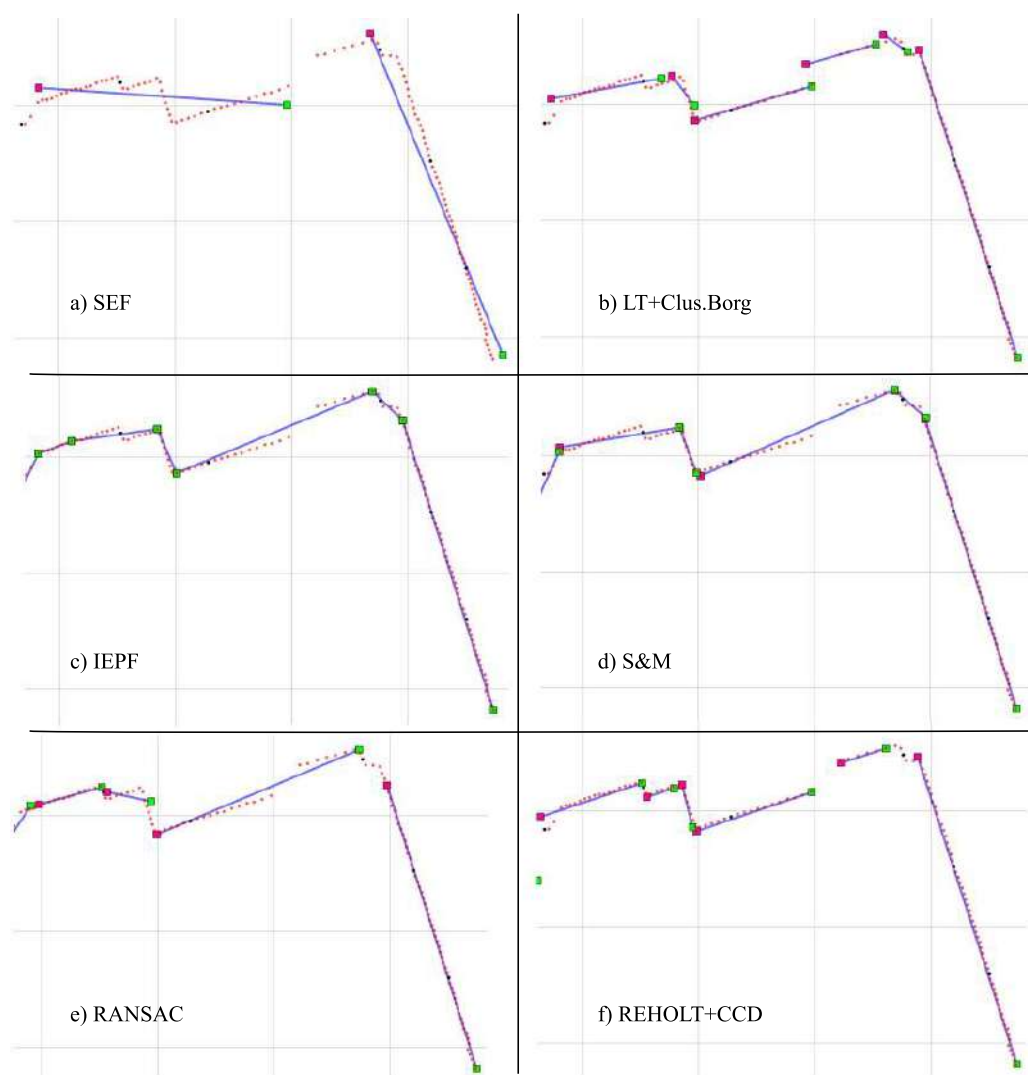 a) SEF
b) LT+Clus.Borg
c) IEPF
d) S&M
e) RANSAC
f) REHOLT+CCD